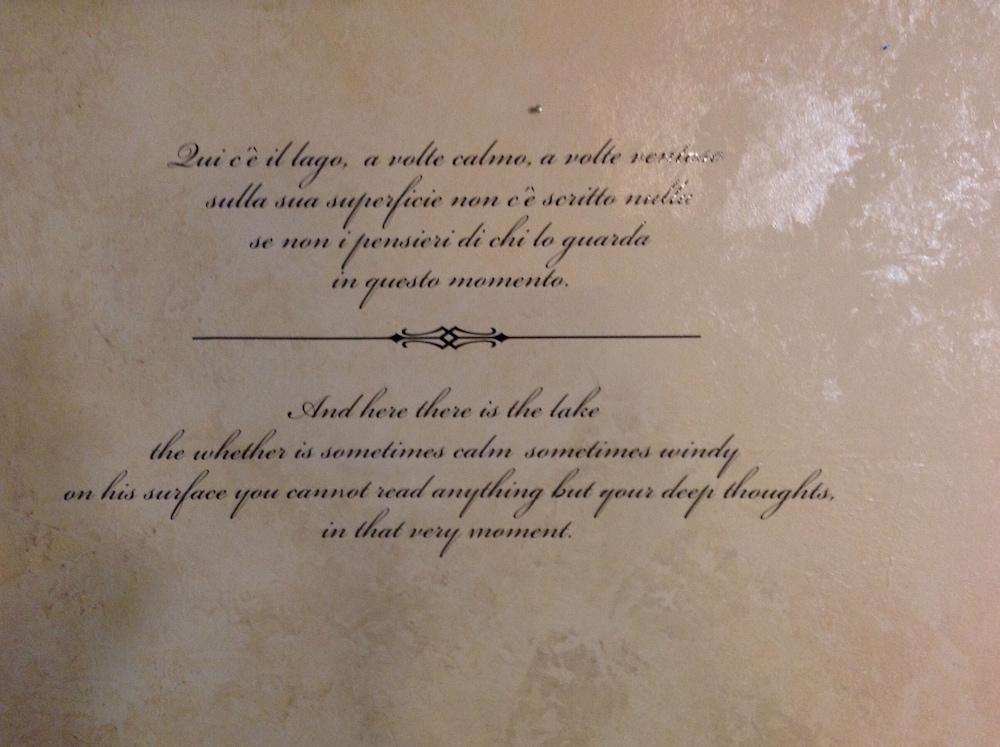 Qui c'è il lago, a volte calmo, a volte ventoso
sulla sua superficie non c'è scritto nulla
se non i pensieri di chi lo guarda
in questo momento.
And here there is the lake
the whether is sometimes calm sometimes windy
on his surface you cannot read anything but your deep thoughts,
in that very moment.